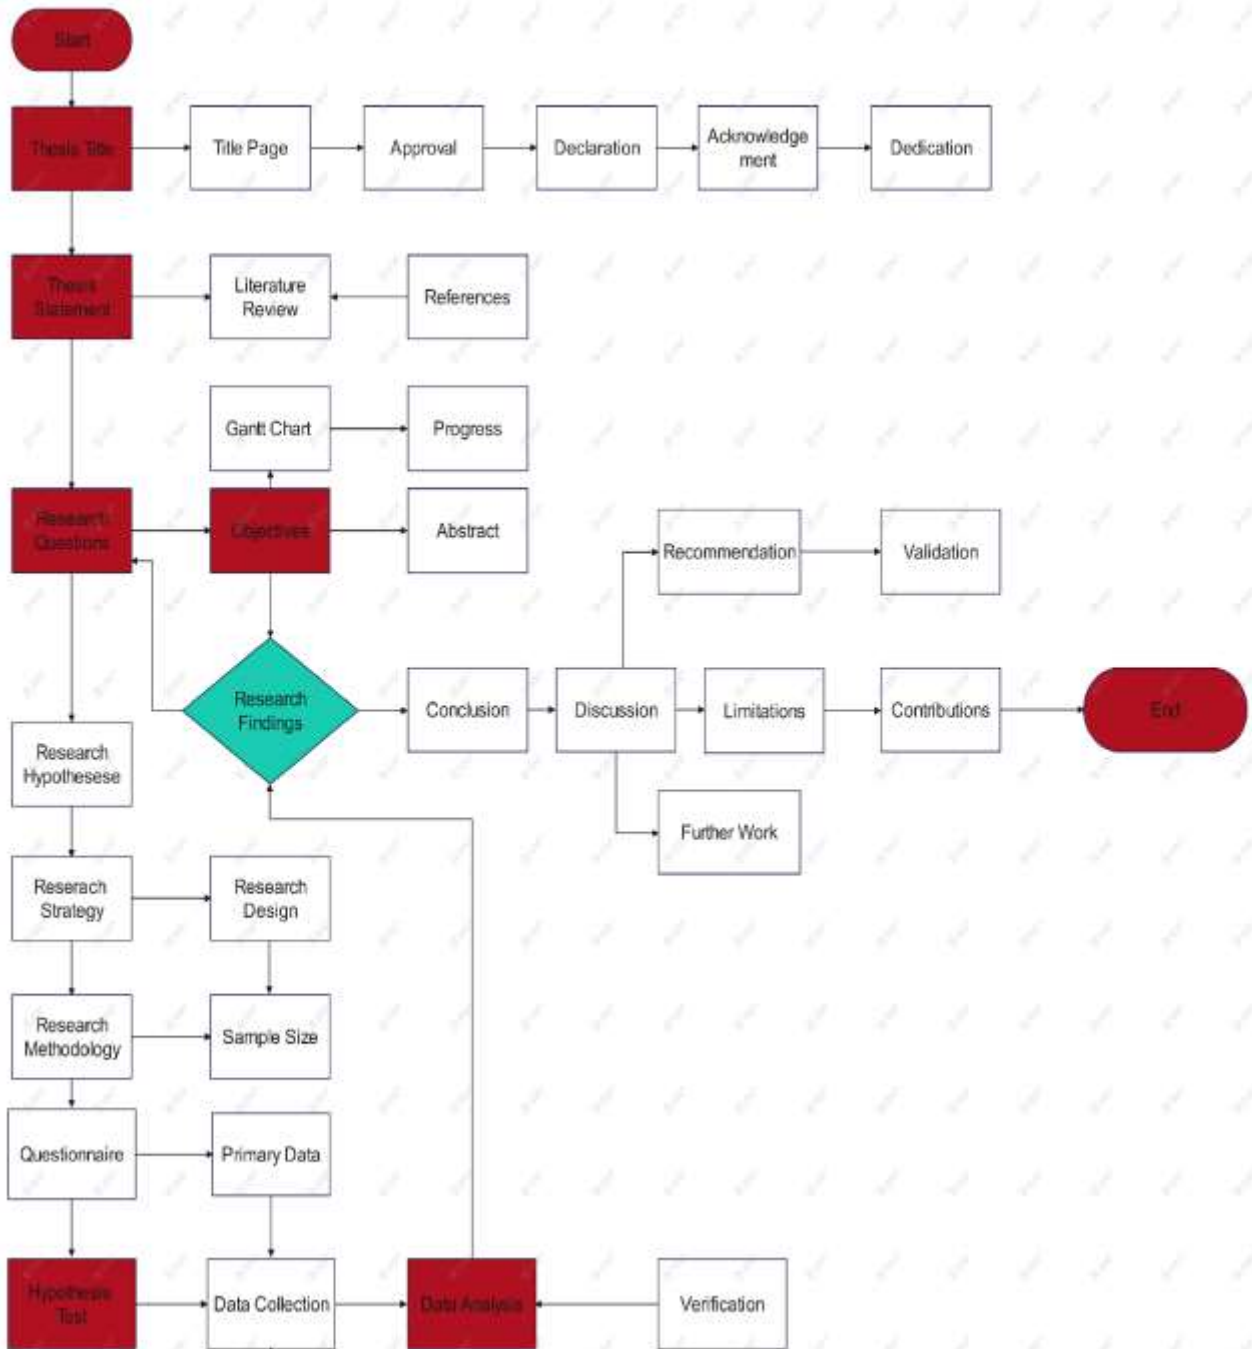 Start
Thesis Title
Title Page
Approval
Declaration
Acknowledge
ment
Dedication
Thesis
Statement
Literature
Review
References
Gantt Chart
Progress
Research
Questions
Objectives
Abstract
Recommendation
Validation
Research
Findings
Conclusion
Discussion
Limitations
Contributions
End
Research
Hypothesese
Further Work
Reserach
Strategy
Research
Design
Research
Methodology
Sample Size
Questionnaire
Primary Data
Hypothesis
Test
Data Collection
Data Analysis
Verification